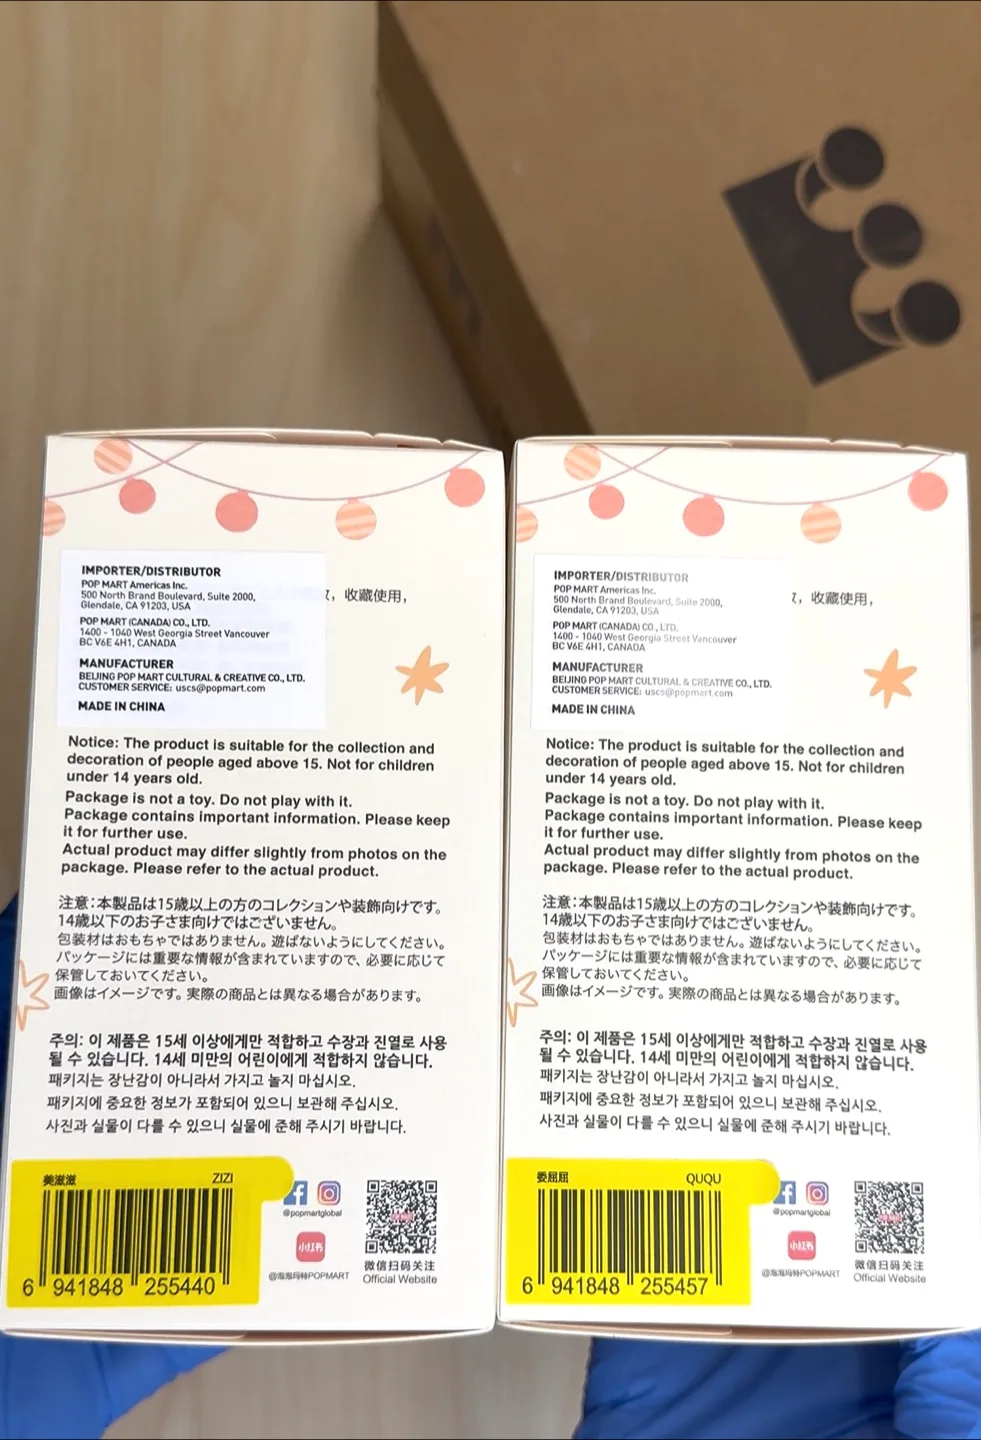 IMPORTER/DISTRIBUTOR
POP MART Americas Inc.
500 North Brand Boulevard, Suite 2000,
Glendale, CA 91203, USA
POP MART (CANADA) CO., LTD.
1400 - 1040 West Georgia Street Vancouver
BC V6E 4H1, CANADA
MANUFACTURER
BEIJING POP MART CULTURAL & CREATIVE CO., LTD.
CUSTOMER SERVICE: uscs@popmart.com
MADE IN CHINA
，收藏使用，
Notice: The product is suitable for the collection and
decoration of people aged above 15. Not for children
under 14 years old.
Package is not a toy. Do not play with it.
Package contains important information. Please keep
it for further use.
Actual product may differ slightly from photos on the
package. Please refer to the actual product.
注意：本製品は15歳以上の方のコレクションや装飾向けです。
14歳以下のお子さま向けではございません。
包装材はおもちゃではありません。遊ばないようにしてください。
パッケージには重要な情報が含まれていますので、必要に応じて
保管しておいてください。
画像はイメージです。実際の商品とは異なる場合があります。
주의: 이 제품은 15세 이상에게만 적합하고 수장과 진열로 사용
될 수 있습니다. 14세 미만의 어린이에게 적합하지 않습니다.
패키지는 장난감이 아니라서 가지고 놀지 마십시오.
패키지에 중요한 정보가 포함되어 있으니 보관해 주십시오.
사진과 실물이 다를 수 있으니 실물에 준해 주시기 바랍니다.
美滋滋 ZIZI
6 941848 255440
@popmartglobal
小红书
@泡泡玛特POPMART
微信扫码关注
Official Website
IMPORTER/DISTRIBUTOR
POP MART Americas Inc.
500 North Brand Boulevard, Suite 2000,
Glendale, CA 91203, USA
POP MART (CANADA) CO., LTD.
1400 - 1040 West Georgia Street Vancouver
BC V6E 4H1, CANADA
MANUFACTURER
BEIJING POP MART CULTURAL & CREATIVE CO., LTD.
CUSTOMER SERVICE: uscs@popmart.com
MADE IN CHINA
，收藏使用，
Notice: The product is suitable for the collection and
decoration of people aged above 15. Not for children
under 14 years old.
Package is not a toy. Do not play with it.
Package contains important information. Please keep
it for further use.
Actual product may differ slightly from photos on the
package. Please refer to the actual product.
注意：本製品は15歳以上の方のコレクションや装飾向けです。
14歳以下のお子さま向けではございません。
包装材はおもちゃではありません。遊ばないようにしてください。
パッケージには重要な情報が含まれていますので、必要に応じて
保管しておいてください。
画像はイメージです。実際の商品とは異なる場合があります。
주의: 이 제품은 15세 이상에게만 적합하고 수장과 진열로 사용
될 수 있습니다. 14세 미만의 어린이에게 적합하지 않습니다.
패키지는 장난감이 아니라서 가지고 놀지 마십시오.
패키지에 중요한 정보가 포함되어 있으니 보관해 주십시오.
사진과 실물이 다를 수 있으니 실물에 준해 주시기 바랍니다.
委屈屈 QUQU
6 941848 255457
@popmartglobal
小红书
@泡泡玛特POPMART
微信扫码关注
Official Website